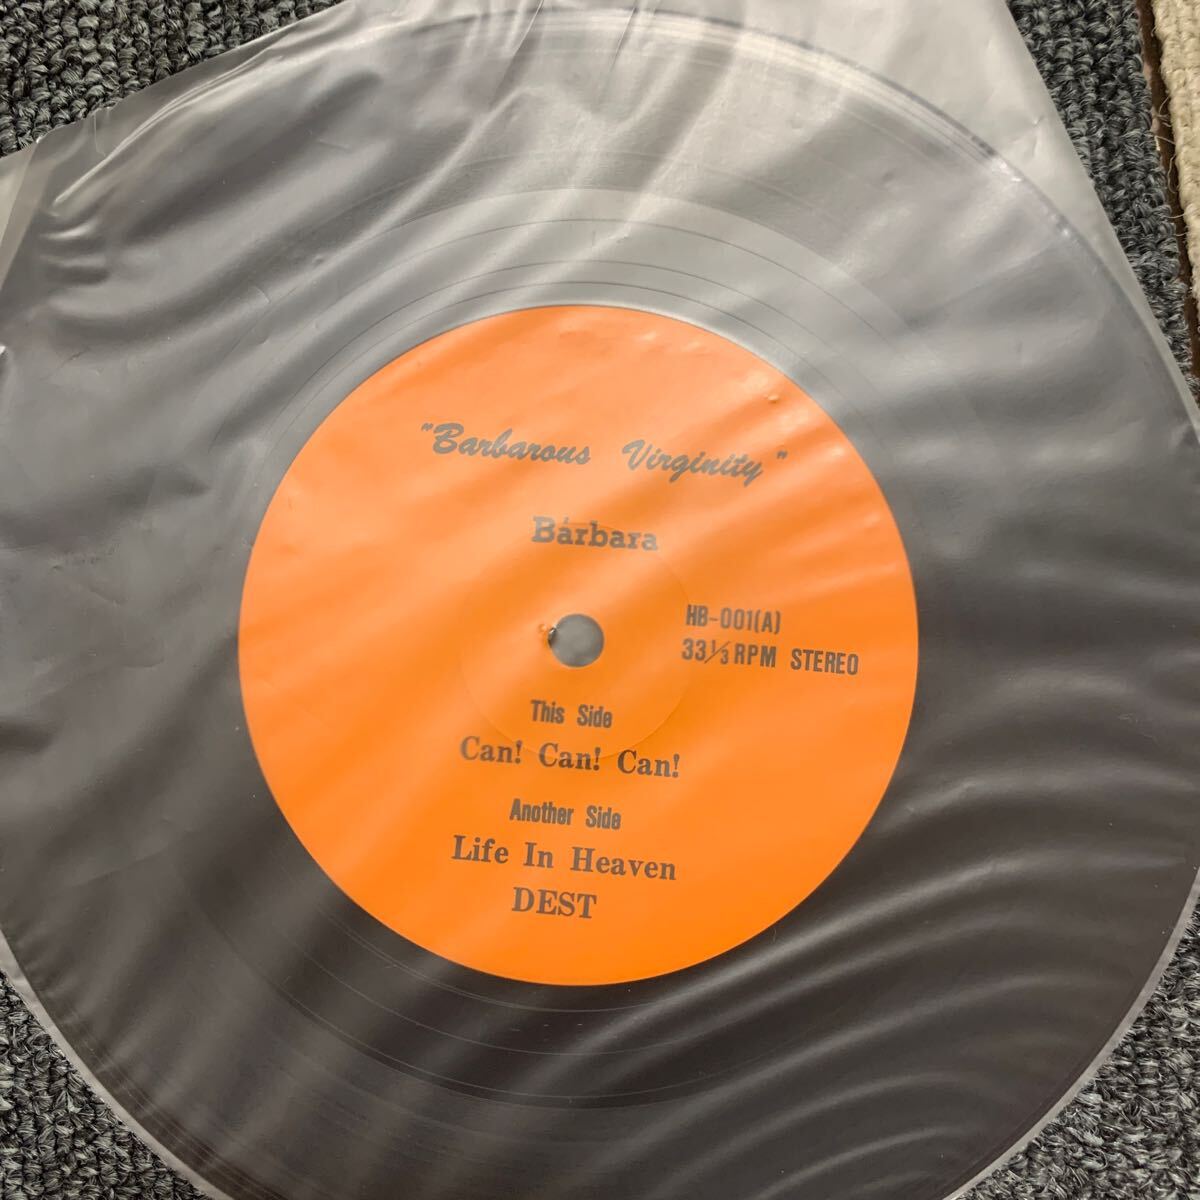 "Barbarous Virginity"
Bárbara
HB-001(A)
33⅓ RPM STEREO
This Side
Can! Can! Can!
Another Side
Life In Heaven
DEST